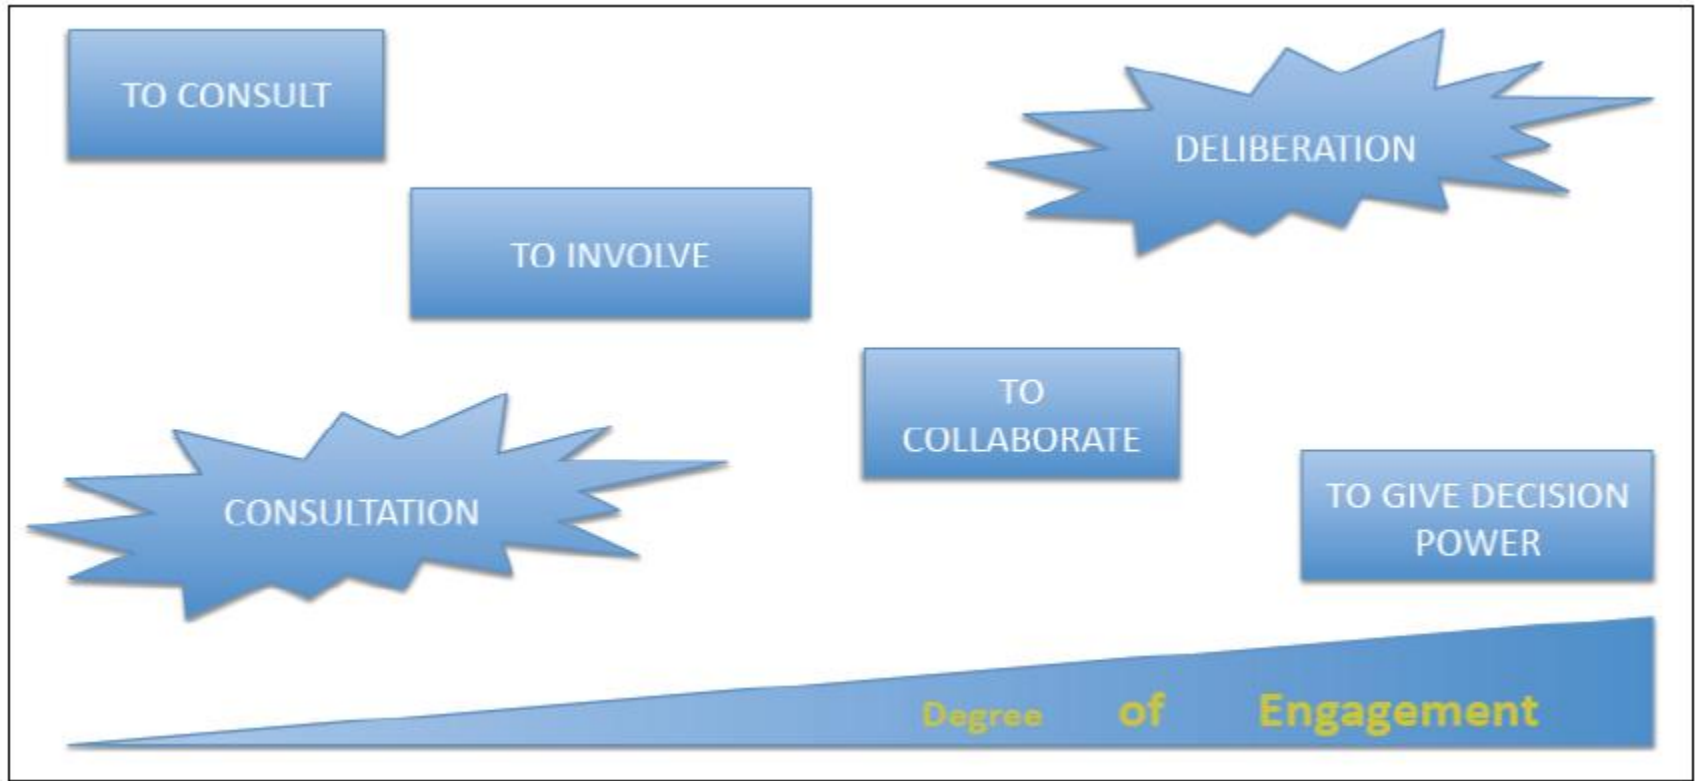 TO CONSULT
DELIBERATION
TO INVOLVE
TO
COLLABORATE
CONSULTATION
TO GIVE DECISION
POWER
Degree of Engagement